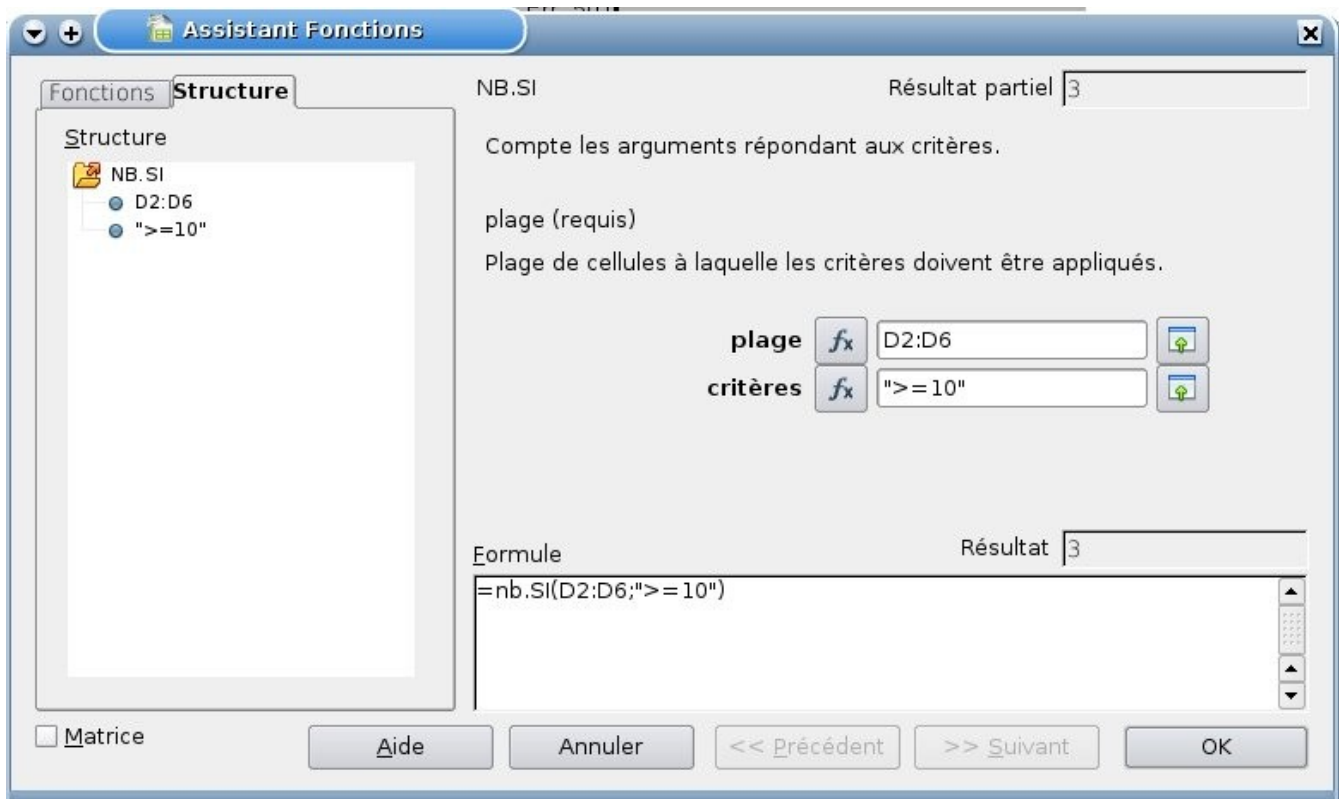 Assistant Fonctions
Fonctions Structure
Structure
NB.SI
D2:D6
">=10"
NB.SI Résultat partiel 3
Compte les arguments répondant aux critères.
plage (requis)
Plage de cellules à laquelle les critères doivent être appliqués.
plage fx D2:D6
critères fx ">=10"
Formule Résultat 3
=nb.SI(D2:D6;">=10")
Matrice Aide Annuler << Précédent >> Suivant OK